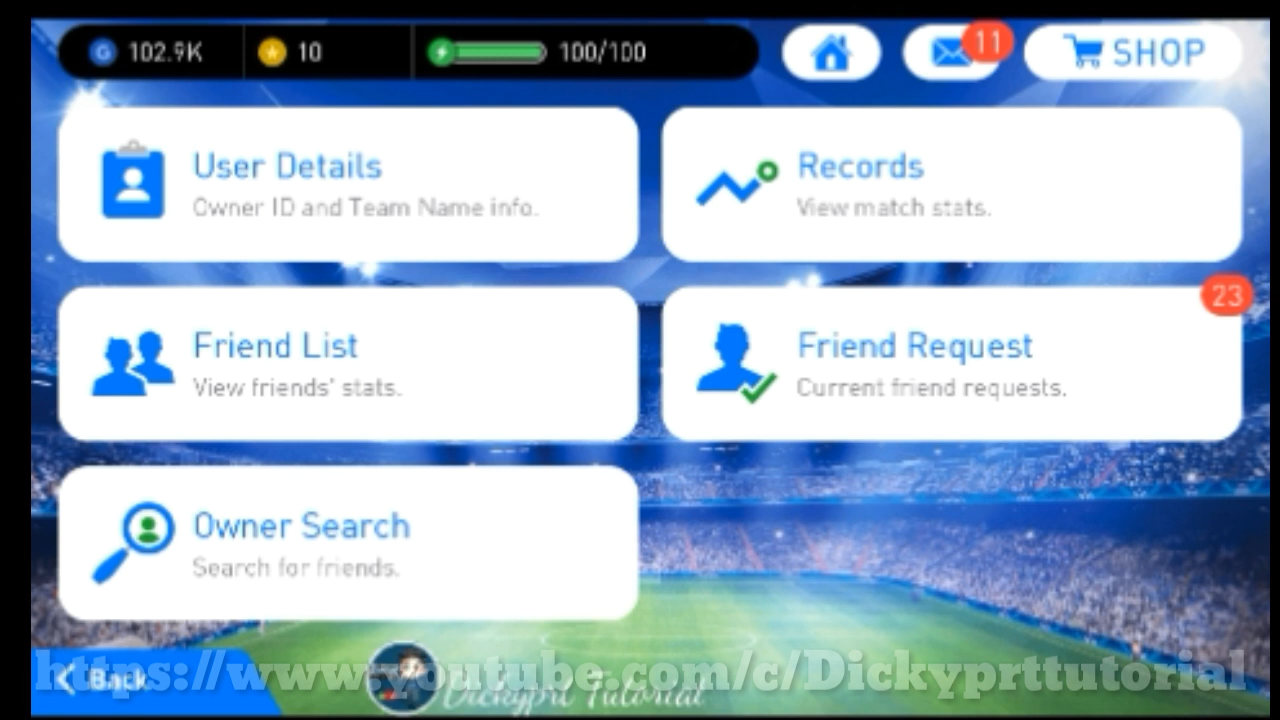 G 102.9K 10 100/100 11 SHOP
User Details
Owner ID and Team Name info.
Records
View match stats.
Friend List
View friends' stats.
23
Friend Request
Current friend requests.
Owner Search
Search for friends.
Back
https://www.youtube.com/c/Dickyprttutorial
Dickyprt Tutorial